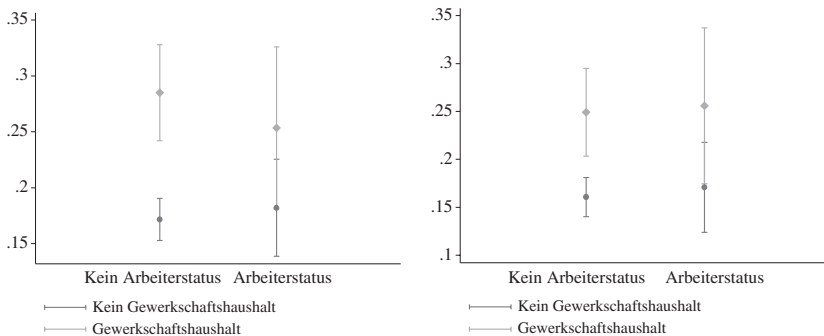 .35
.3
.25
.2
.15
Kein Arbeiterstatus Arbeiterstatus
Kein Gewerkschaftshaushalt
Gewerkschaftshaushalt
.35
.3
.25
.2
.15
.1
Kein Arbeiterstatus Arbeiterstatus
Kein Gewerkschaftshaushalt
Gewerkschaftshaushalt